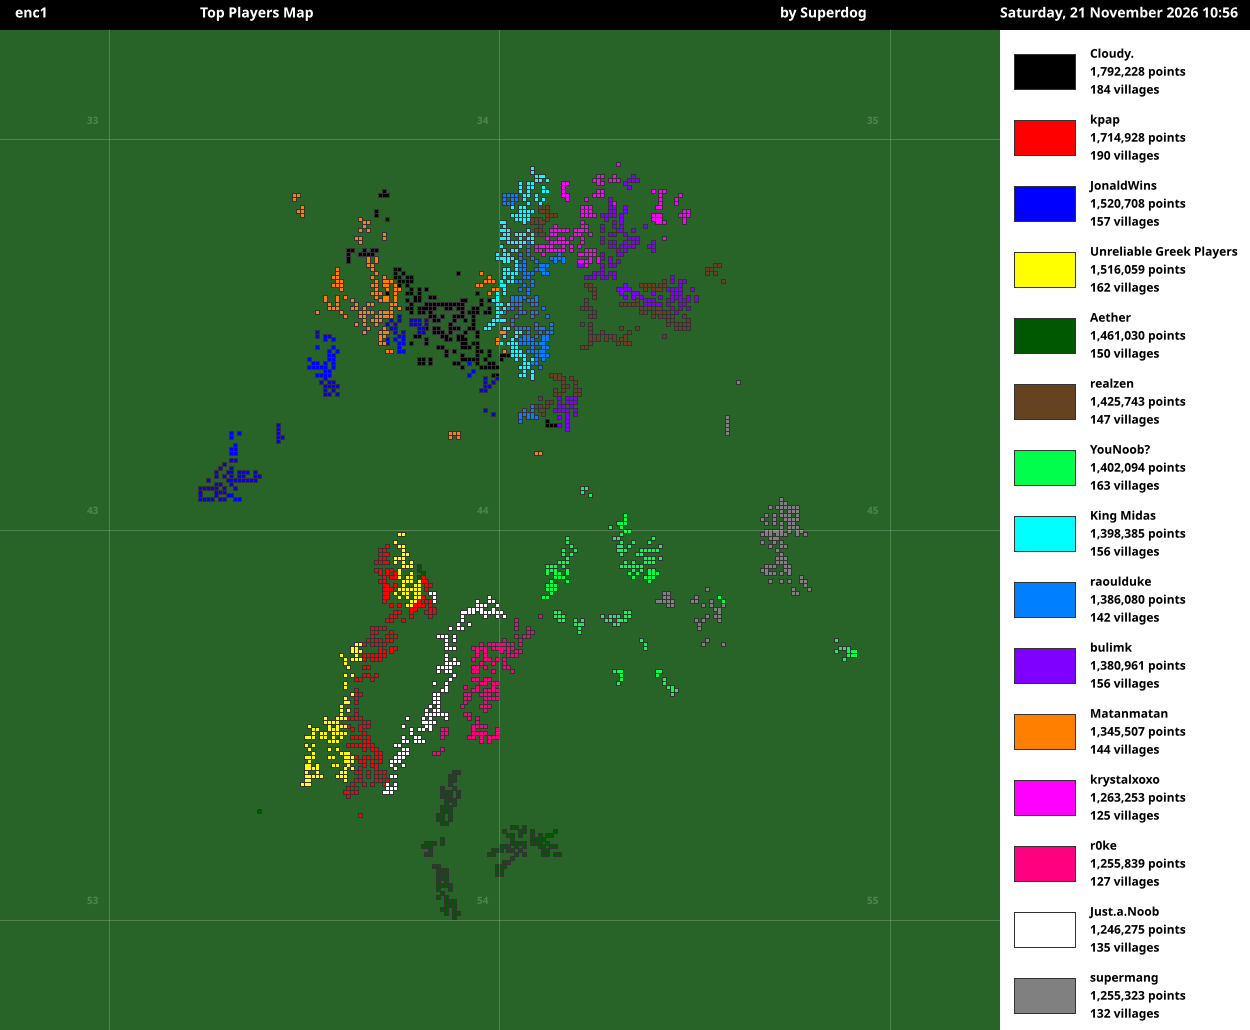 enc1
Top Players Map
by Superdog
Saturday, 21 November 2026 10:56
33
34
35
43
44
45
53
54
55
Cloudy.
1,792,228 points
184 villages
kpap
1,714,928 points
190 villages
JonaldWins
1,520,708 points
157 villages
Unreliable Greek Players
1,516,059 points
162 villages
Aether
1,461,030 points
150 villages
realzen
1,425,743 points
147 villages
YouNoob?
1,402,094 points
163 villages
King Midas
1,398,385 points
156 villages
raoulduke
1,386,080 points
142 villages
bulimk
1,380,961 points
156 villages
Matanmatan
1,345,507 points
144 villages
krystalxoxo
1,263,253 points
125 villages
r0ke
1,255,839 points
127 villages
Just.a.Noob
1,246,275 points
135 villages
supermang
1,255,323 points
132 villages